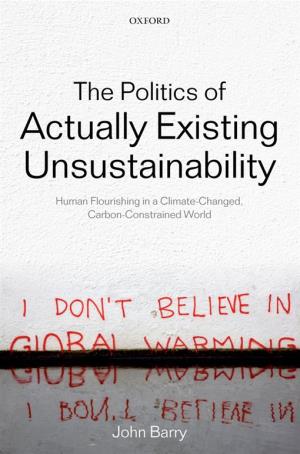 OXFORD
The Politics of
Actually Existing
Unsustainability
Human Flourishing in a Climate-Changed,
Carbon-Constrained World
I DON'T BELIEVE IN
GLOBAL WARMING
John Barry